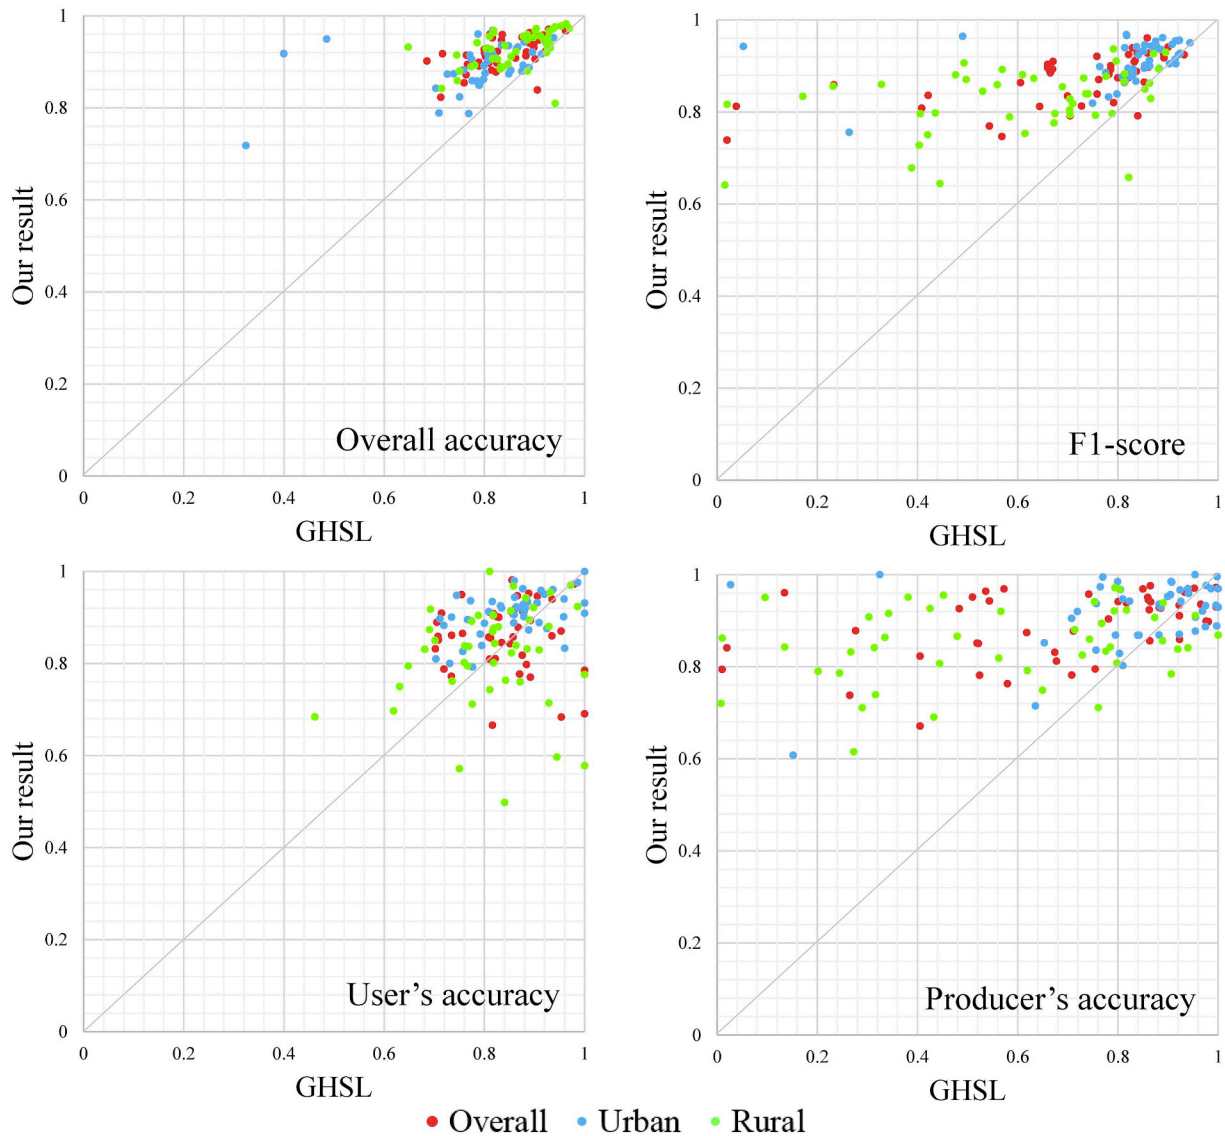 1
0.8
0.6
0.4
0.2
0
0 0.2 0.4 0.6 0.8 1
Our result
Overall accuracy
GHSL
1
0.8
0.6
0.4
0.2
0
0 0.2 0.4 0.6 0.8 1
Our result
F1-score
GHSL
1
0.8
0.6
0.4
0.2
0
0 0.2 0.4 0.6 0.8 1
Our result
User’s accuracy
GHSL
1
0.8
0.6
0.4
0.2
0
0 0.2 0.4 0.6 0.8 1
Our result
Producer’s accuracy
GHSL
Overall Urban Rural